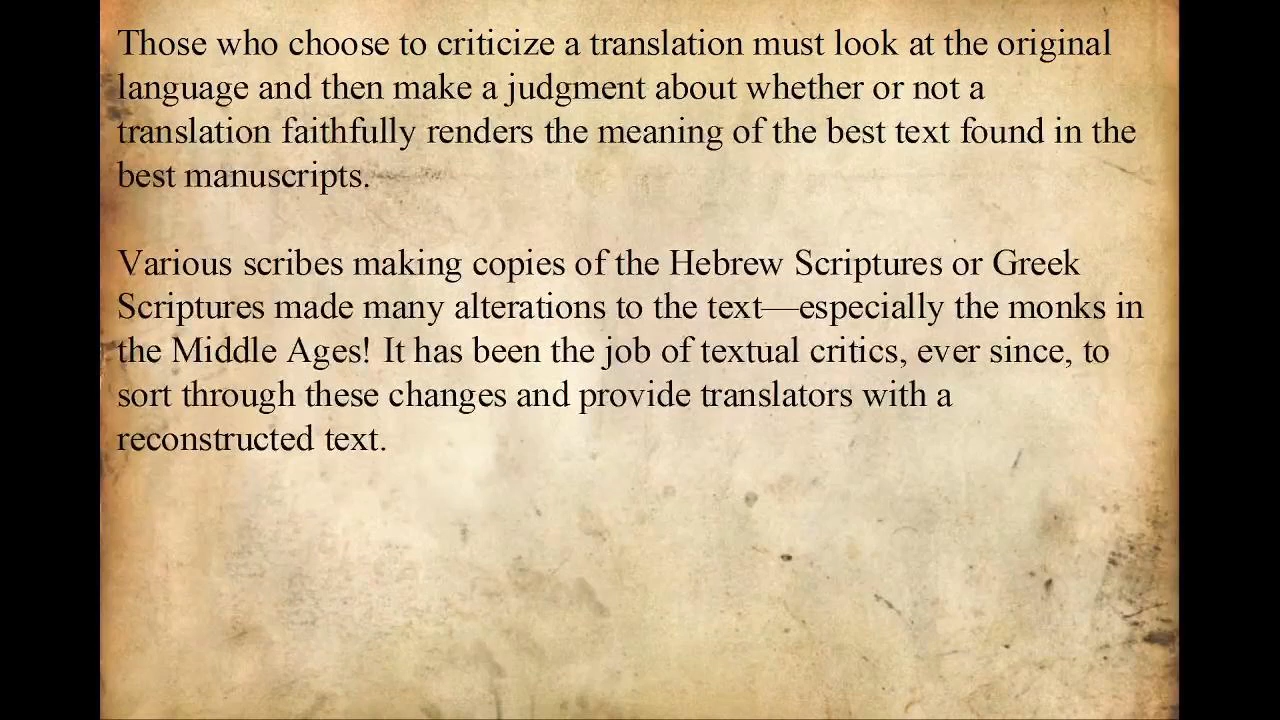 Those who choose to criticize a translation must look at the original
language and then make a judgment about whether or not a
translation faithfully renders the meaning of the best text found in the
best manuscripts.
Various scribes making copies of the Hebrew Scriptures or Greek
Scriptures made many alterations to the text—especially the monks in
the Middle Ages! It has been the job of textual critics, ever since, to
sort through these changes and provide translators with a
reconstructed text.